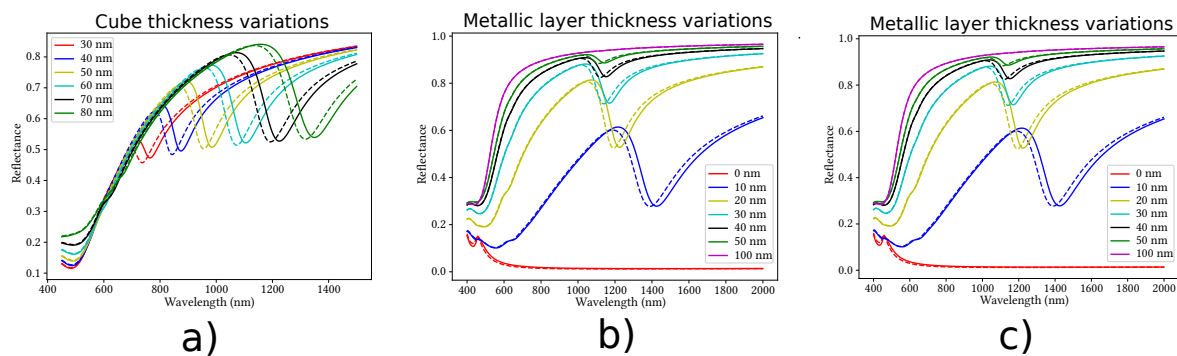 Cube thickness variations
30 nm
40 nm
50 nm
60 nm
70 nm
80 nm
Reflectance
0.1
0.2
0.3
0.4
0.5
0.6
0.7
0.8
600
800
1000
1200
1400
Wavelength (nm)
a)
Metallic layer thickness variations
Reflectance
0.0
0.2
0.4
0.6
0.8
1.0
0 nm
10 nm
20 nm
30 nm
40 nm
50 nm
100 nm
400
600
800
1000
1200
1400
1600
1800
2000
Wavelength (nm)
b)
Metallic layer thickness variations
Reflectance
0.0
0.2
0.4
0.6
0.8
1.0
0 nm
10 nm
20 nm
30 nm
40 nm
50 nm
100 nm
400
600
800
1000
1200
1400
1600
1800
2000
Wavelength (nm)
c)